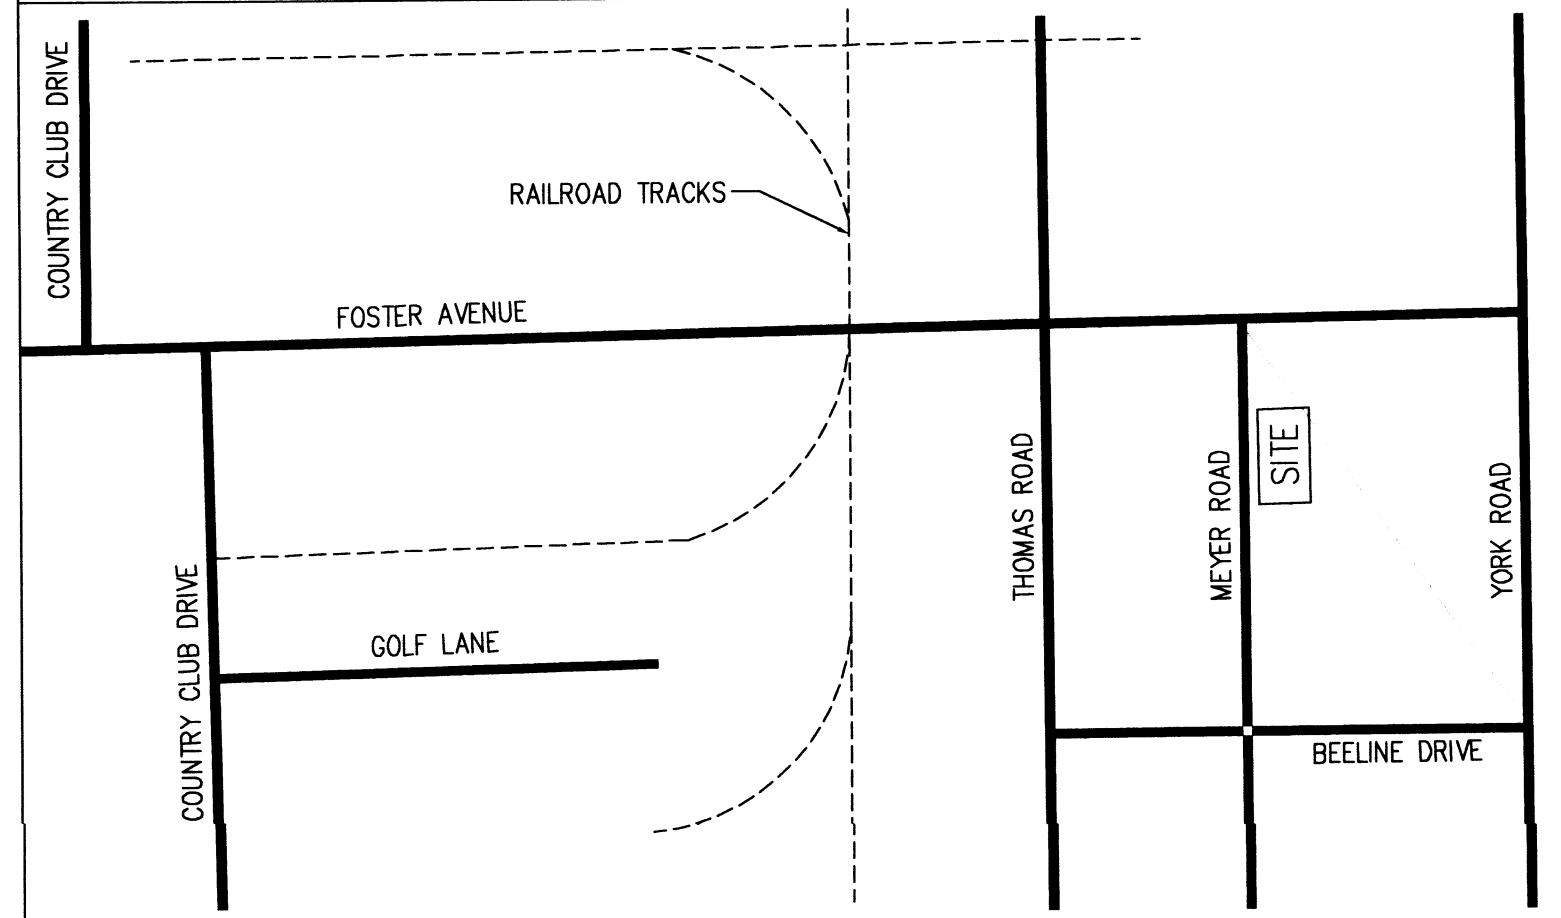 COUNTRY CLUB DRIVE
RAILROAD TRACKS
FOSTER AVENUE
THOMAS ROAD
MEYER ROAD
SITE
YORK ROAD
COUNTRY CLUB DRIVE
GOLF LANE
BEELINE DRIVE